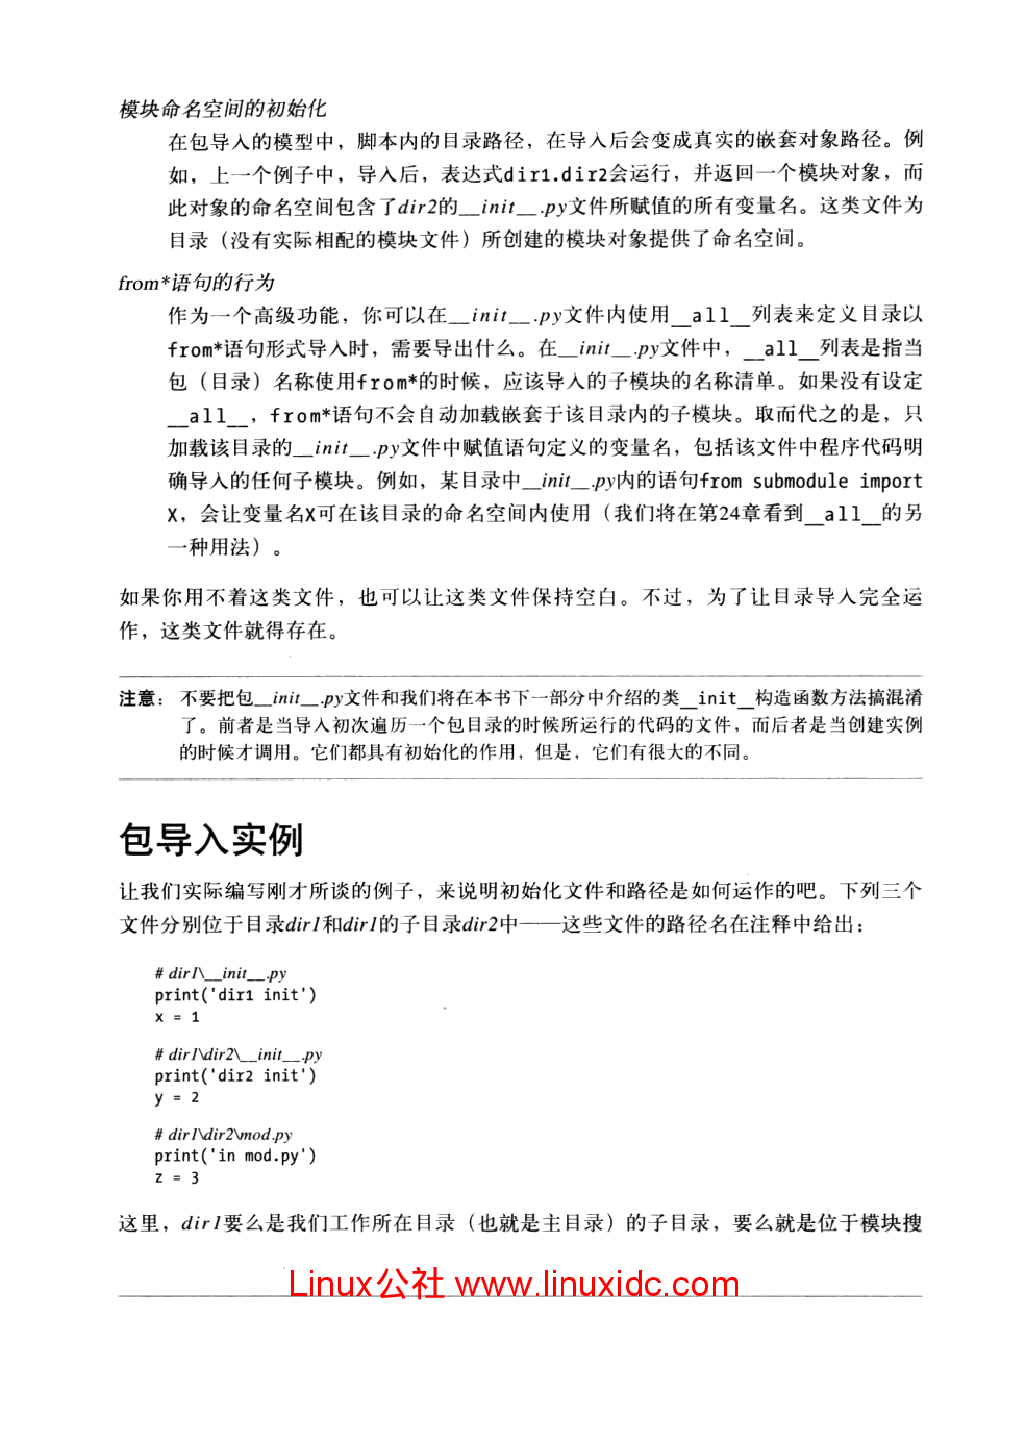 模块命名空间的初始化
在包导入的模型中，脚本内的目录路径，在导入后会变成真实的嵌套对象路径。例
如，上一个例子中，导入后，表达式dir1.dir2会运行，并返回一个模块对象，而
此对象的命名空间包含了dir2的__init__.py文件所赋值的所有变量名。这类文件为
目录（没有实际相配的模块文件）所创建的模块对象提供了命名空间。
from*语句的行为
作为一个高级功能，你可以在__init__.py文件内使用__all__列表来定义目录以
from*语句形式导入时，需要导出什么。在__init__.py文件中，__all__列表是指当
包（目录）名称使用from*的时候，应该导入的子模块的名称清单。如果没有设定
__all__，from*语句不会自动加载嵌套于该目录内的子模块。取而代之的是，只
加载该目录的__init__.py文件中赋值语句定义的变量名，包括该文件中程序代码明
确导入的任何子模块。例如，某目录中__init__.py内的语句from submodule import
X，会让变量名X可在该目录的命名空间内使用（我们将在第24章看到__all__的另
一种用法）。
如果你用不着这类文件，也可以让这类文件保持空白。不过，为了让目录导入完全运
作，这类文件就得存在。
注意：不要把包__init__.py文件和我们将在本书下一部分中介绍的类__init__构造函数方法搞混淆
了。前者是当导入初次遍历一个包目录的时候所运行的代码的文件，而后者是当创建实例
的时候才调用。它们都具有初始化的作用，但是，它们有很大的不同。
包导入实例
让我们实际编写刚才所谈的例子，来说明初始化文件和路径是如何运作的吧。下列三个
文件分别位于目录dir1和dir1的子目录dir2中——这些文件的路径名在注释中给出：
# dir1\__init__.py
print('dir1 init')
x = 1
# dir1\dir2\__init__.py
print('dir2 init')
y = 2
# dir1\dir2\mod.py
print('in mod.py')
z = 3
这里，dir1要么是我们工作所在目录（也就是主目录）的子目录，要么就是位于模块搜
Linux公社 www.linuxidc.com